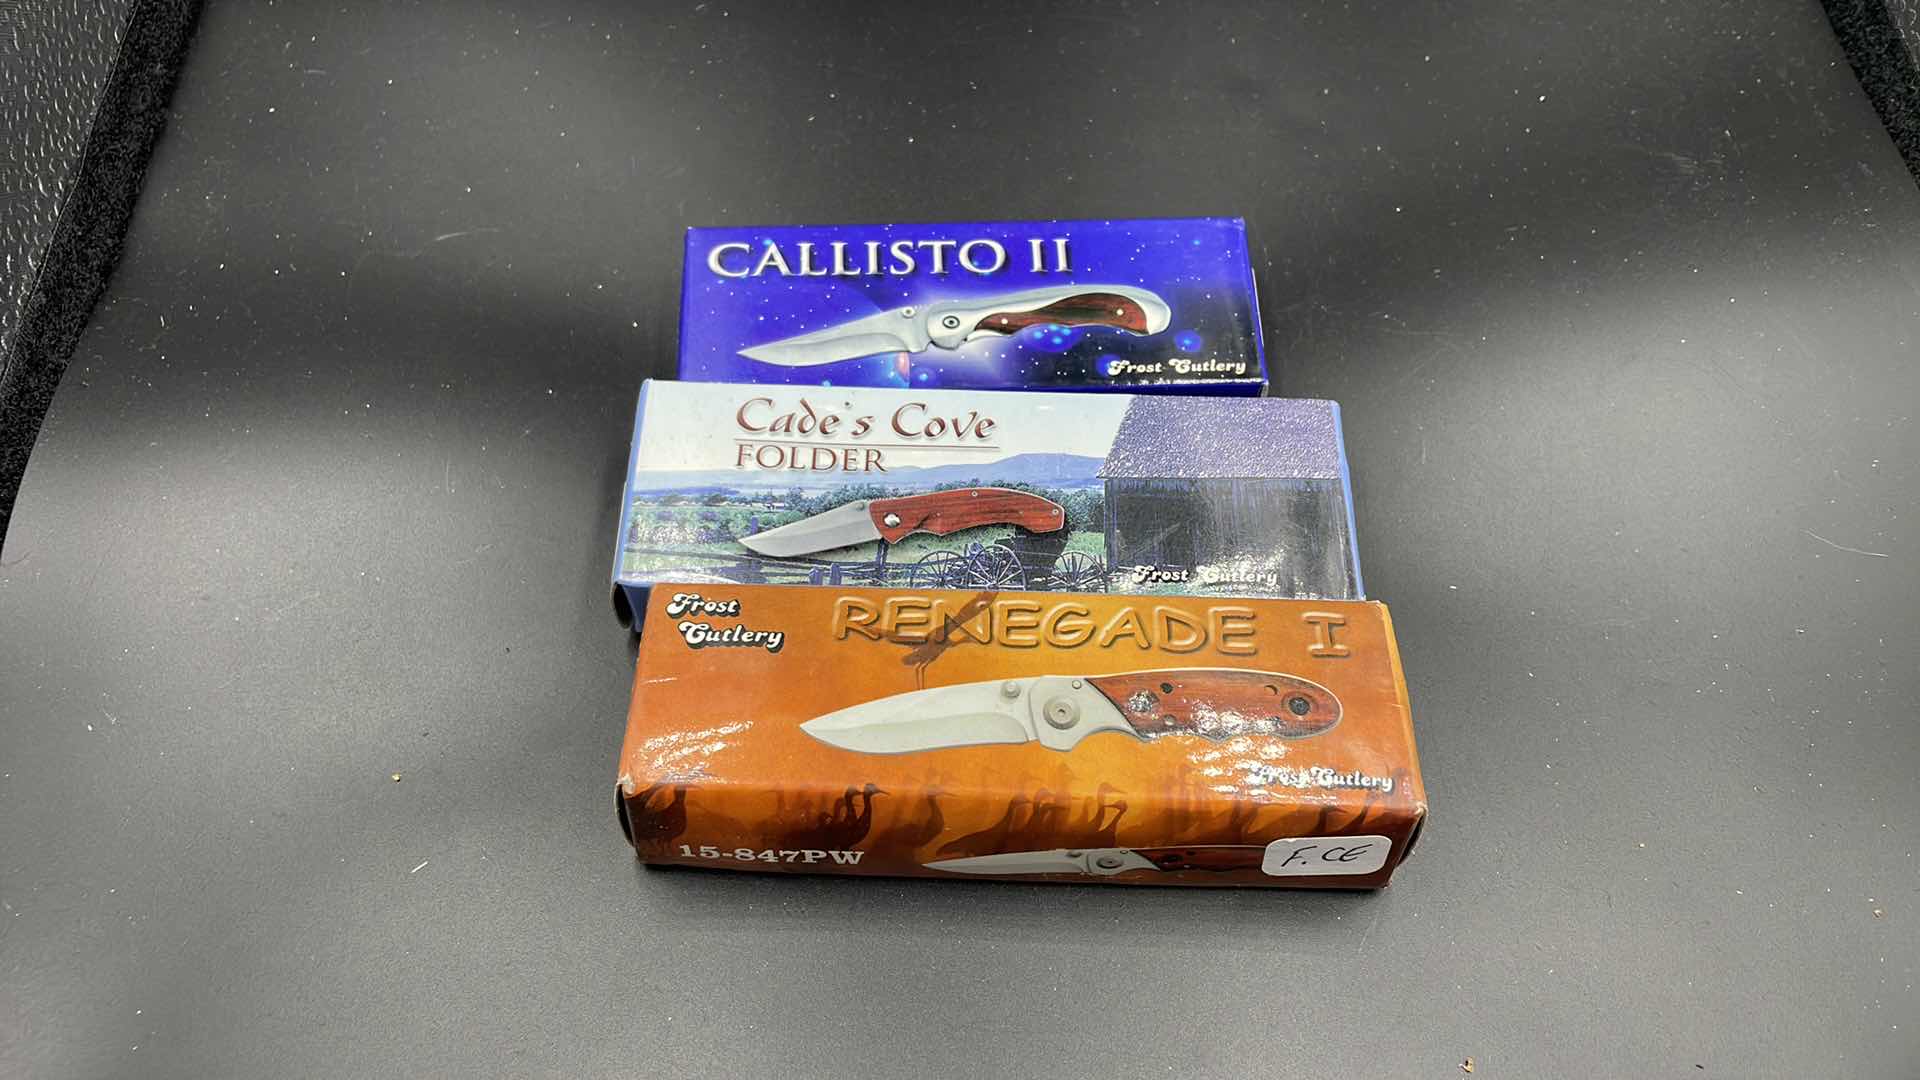 CALLISTO II
Frost Cutlery
Cade's Cove
FOLDER
Frost Cutlery
Frost
Cutlery
RENEGADE I
Frost Cutlery
15-847PW
F. CE